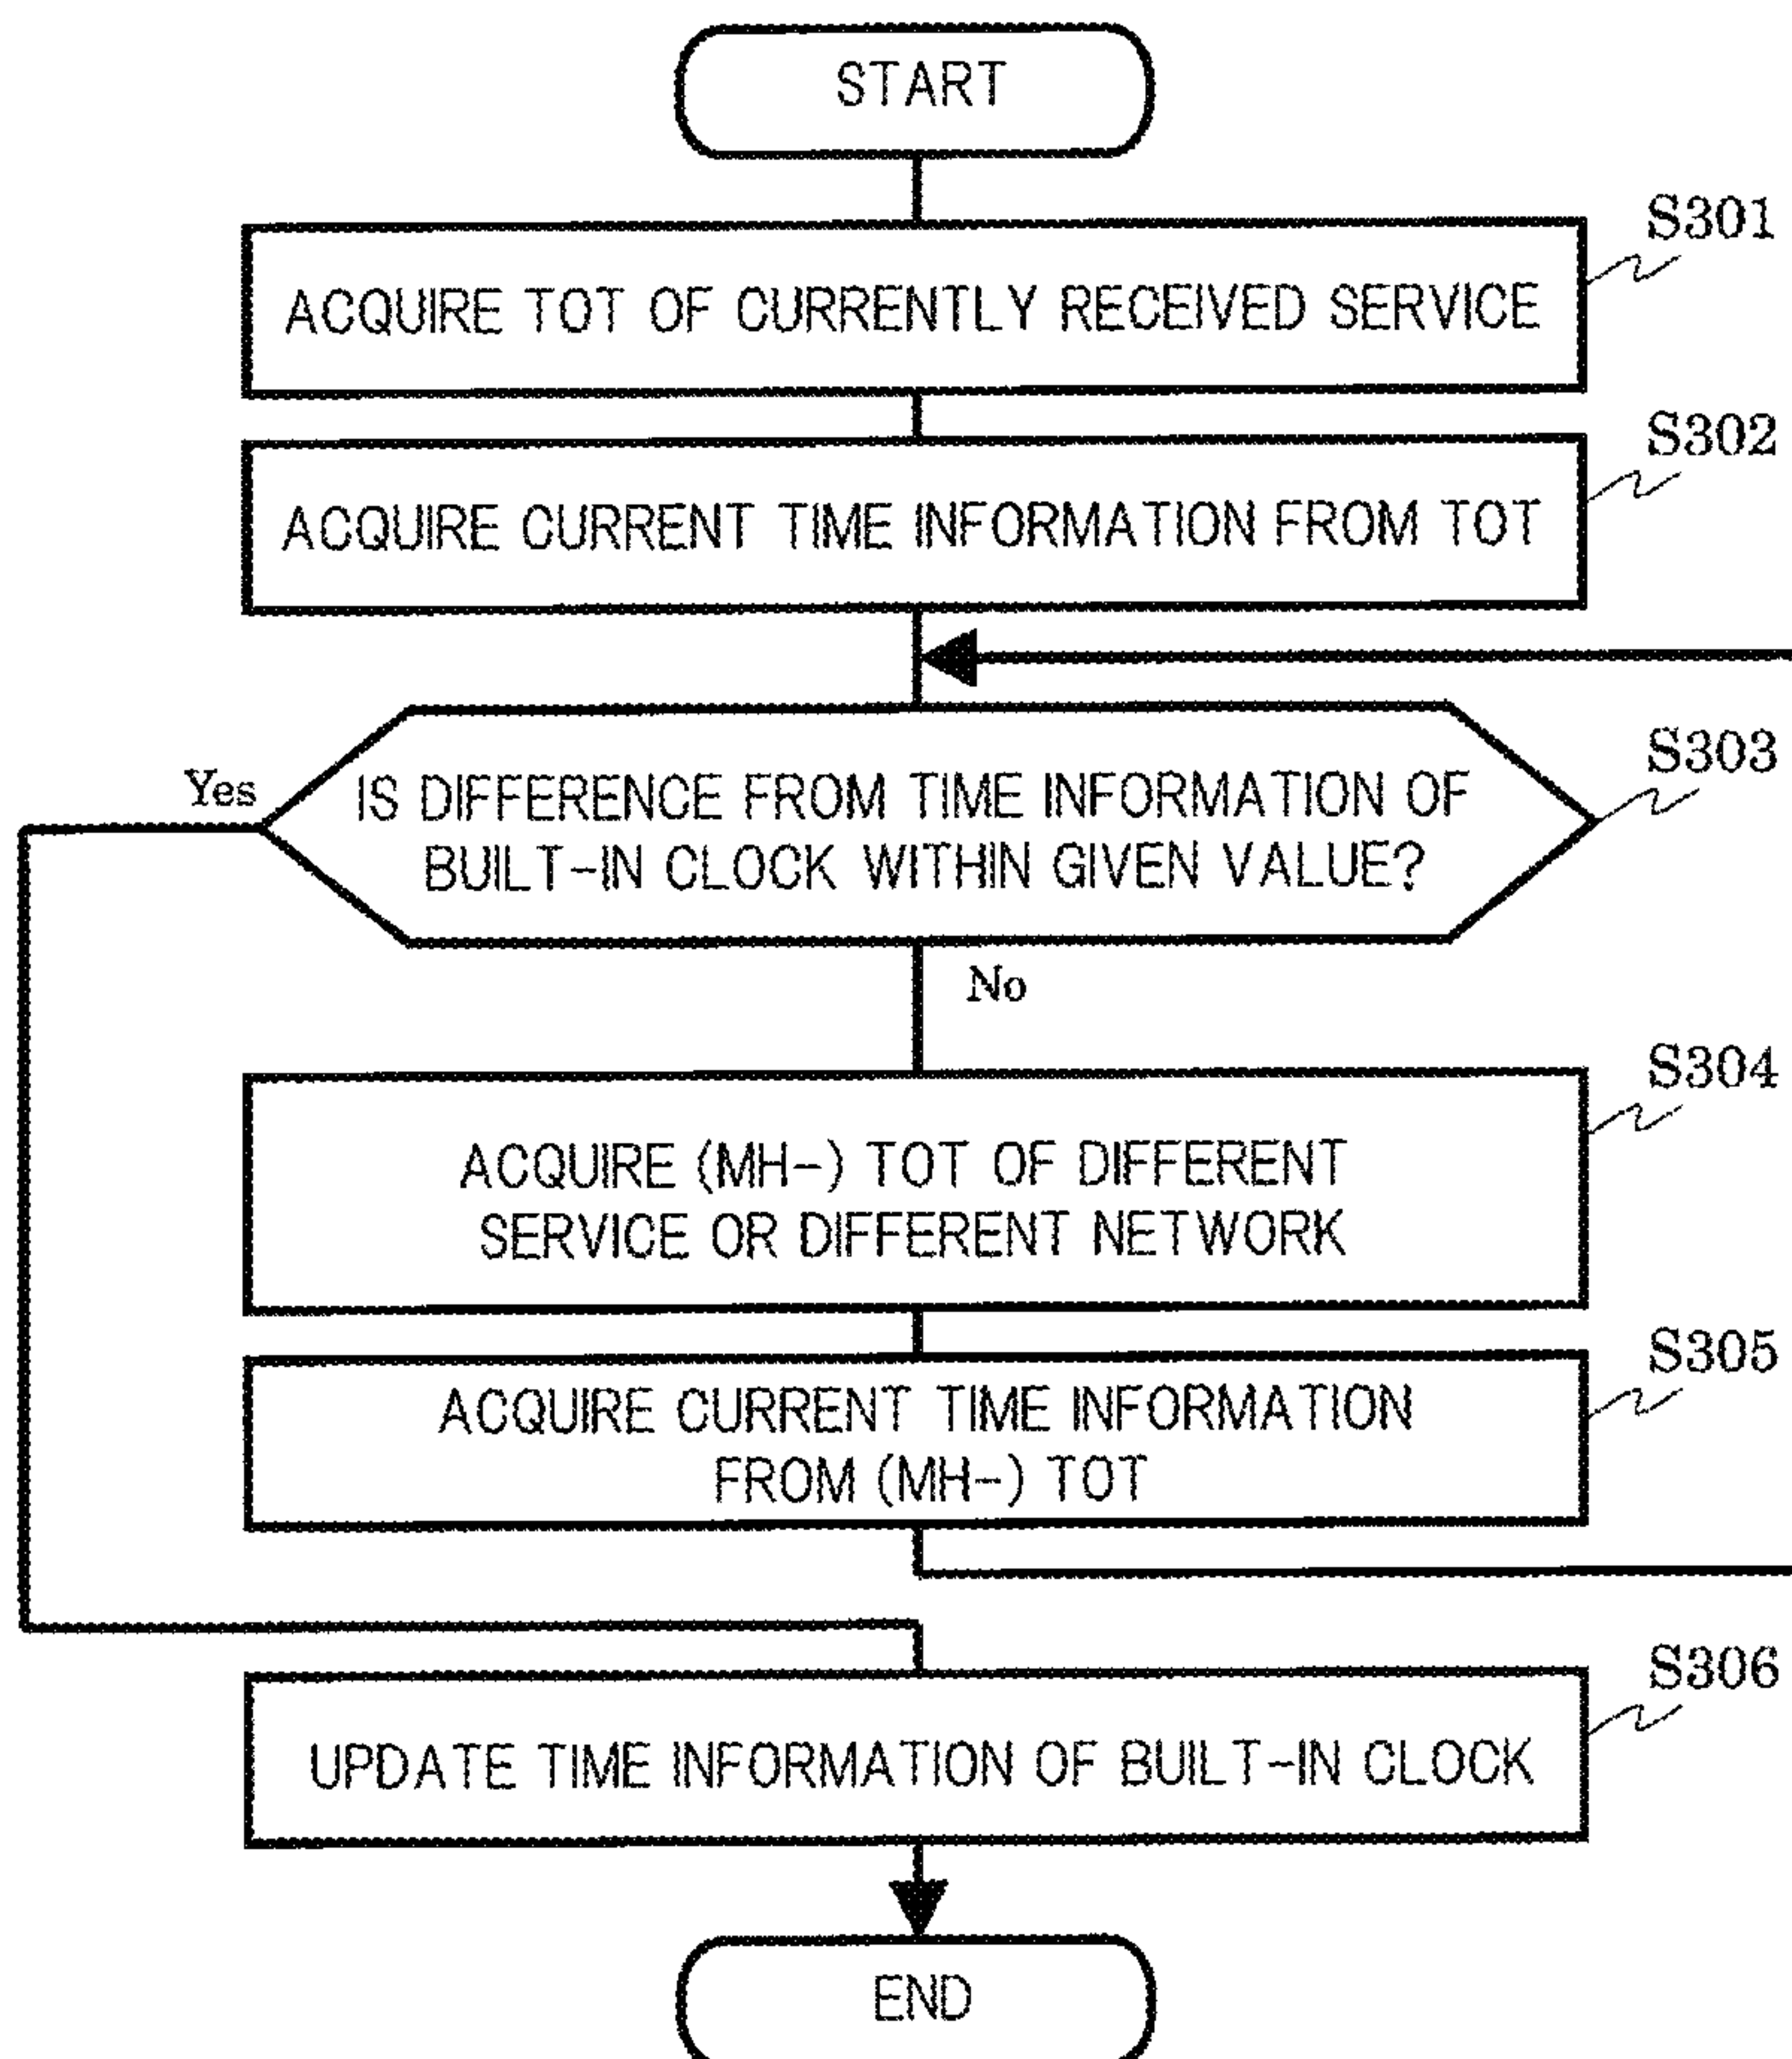 START
S301
ACQUIRE TOT OF CURRENTLY RECEIVED SERVICE
S302
ACQUIRE CURRENT TIME INFORMATION FROM TOT
S303
Yes
IS DIFFERENCE FROM TIME INFORMATION OF
BUILT-IN CLOCK WITHIN GIVEN VALUE?
No
S304
ACQUIRE (MH-) TOT OF DIFFERENT
SERVICE OR DIFFERENT NETWORK
S305
ACQUIRE CURRENT TIME INFORMATION
FROM (MH-) TOT
S306
UPDATE TIME INFORMATION OF BUILT-IN CLOCK
END